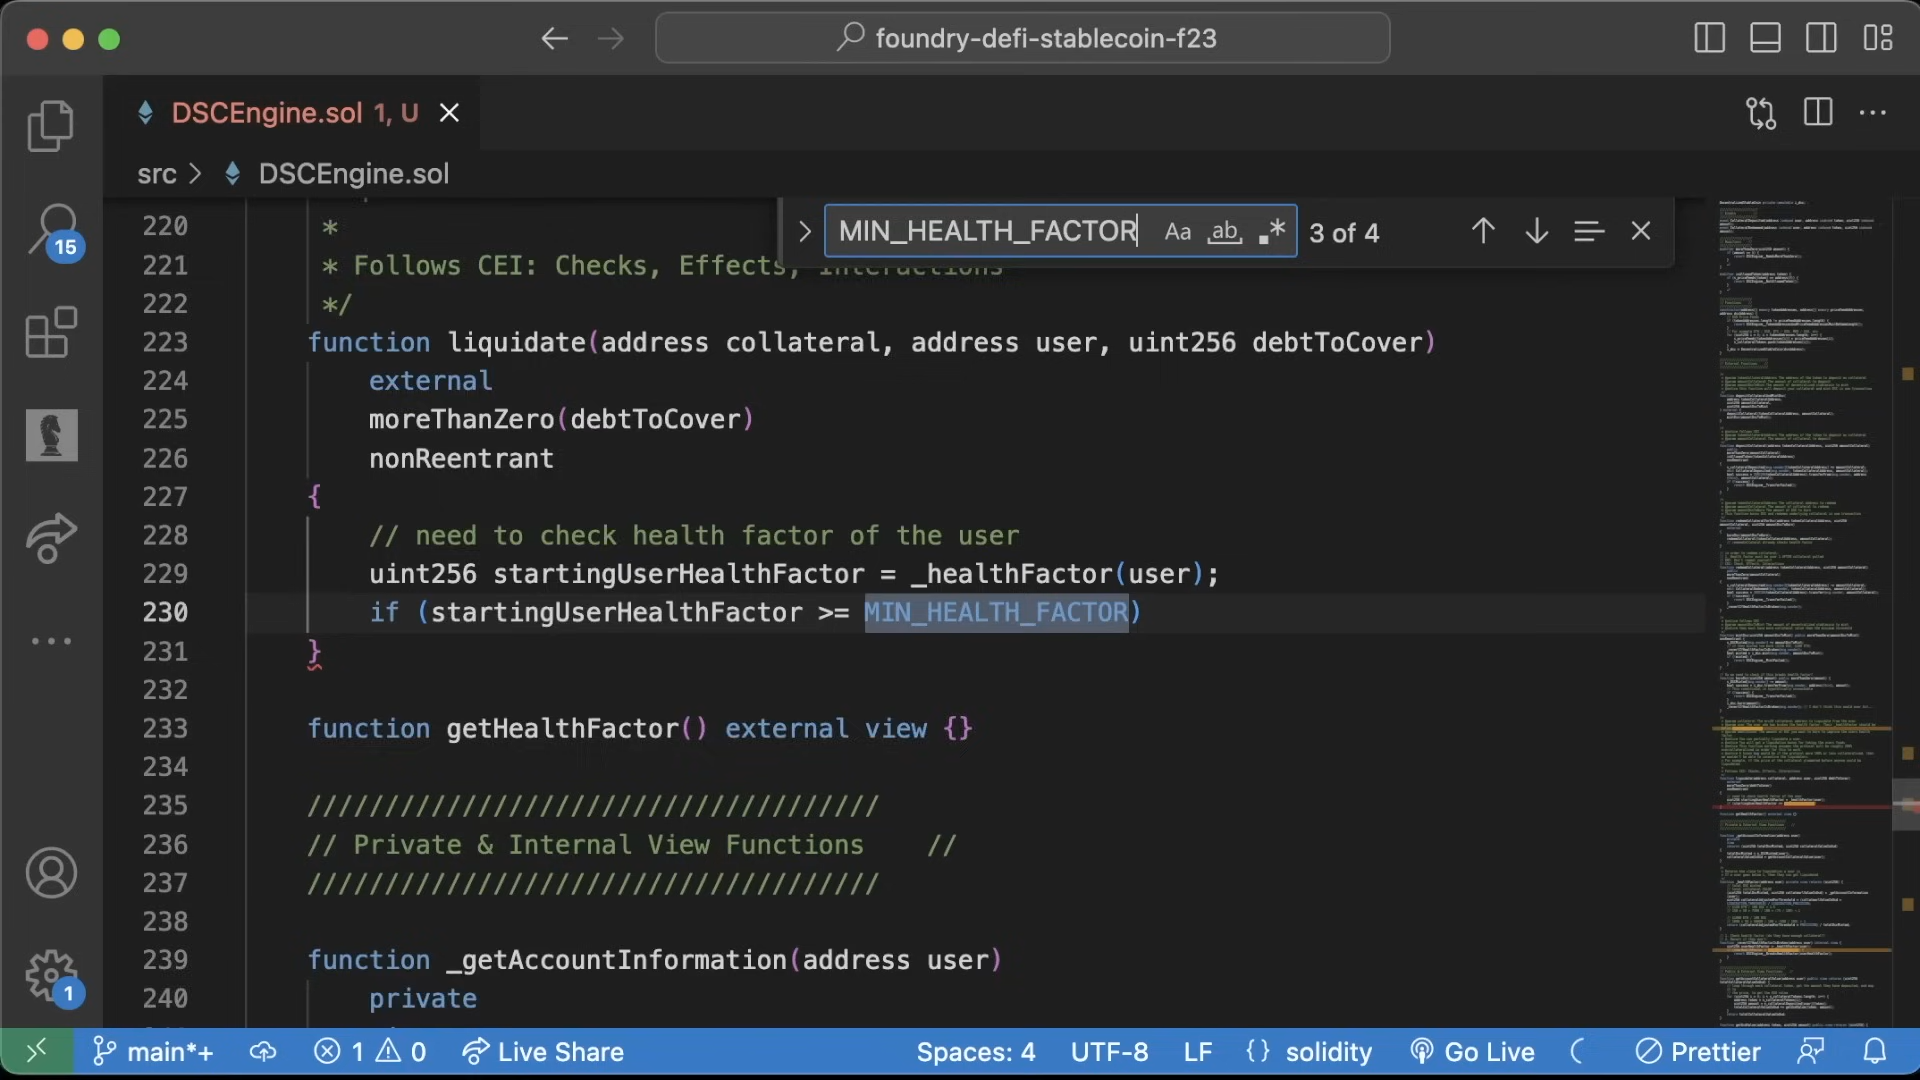 foundry-defi-stablecoin-f23
DSCEngine.sol 1, U
src > DSCEngine.sol
MIN_HEALTH_FACTOR Aa ab 3 of 4
220 *
221 * Follows CEI: Checks, Effects, Interactions
222 */
223 function liquidate(address collateral, address user, uint256 debtToCover)
224 external
225 moreThanZero(debtToCover)
226 nonReentrant
227 {
228 // need to check health factor of the user
229 uint256 startingUserHealthFactor = _healthFactor(user);
230 if (startingUserHealthFactor >= MIN_HEALTH_FACTOR)
231 }
232
233 function getHealthFactor() external view {}
234
235 /////////////////////////////////////
236 // Private & Internal View Functions //
237 /////////////////////////////////////
238
239 function _getAccountInformation(address user)
240 private
15
1
main*+ 1 0 Live Share Spaces: 4 UTF-8 LF {} solidity Go Live Prettier